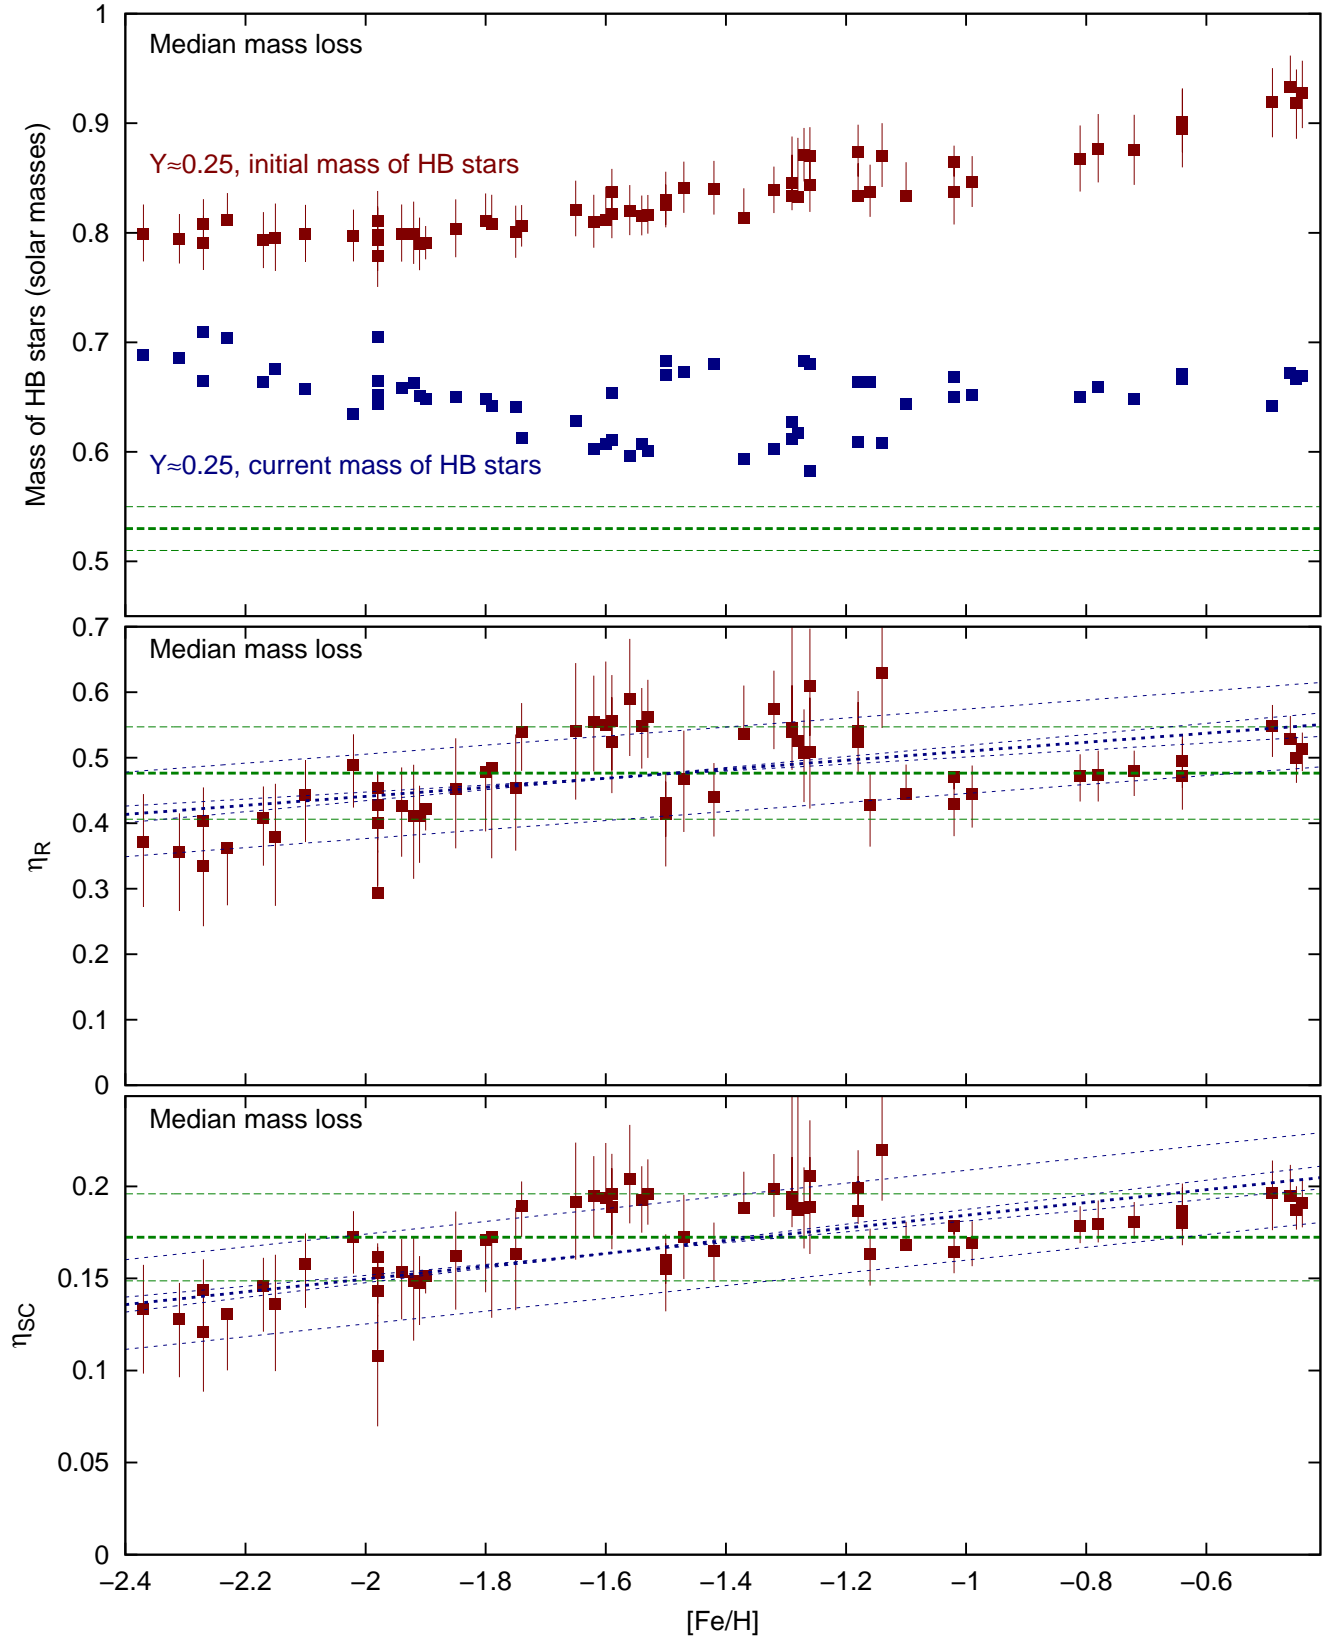 1
Median mass loss
0.9
Y≈0.25, initial mass of HB stars
0.8
0.7
0.6
Y≈0.25, current mass of HB stars
0.5
Mass of HB stars (solar masses)
0.7
Median mass loss
0.6
0.5
0.4
0.3
0.2
0.1
0
ηR
Median mass loss
0.2
0.15
0.1
0.05
0
ηSC
−2.4 −2.2 −2 −1.8 −1.6 −1.4 −1.2 −1 −0.8 −0.6
[Fe/H]